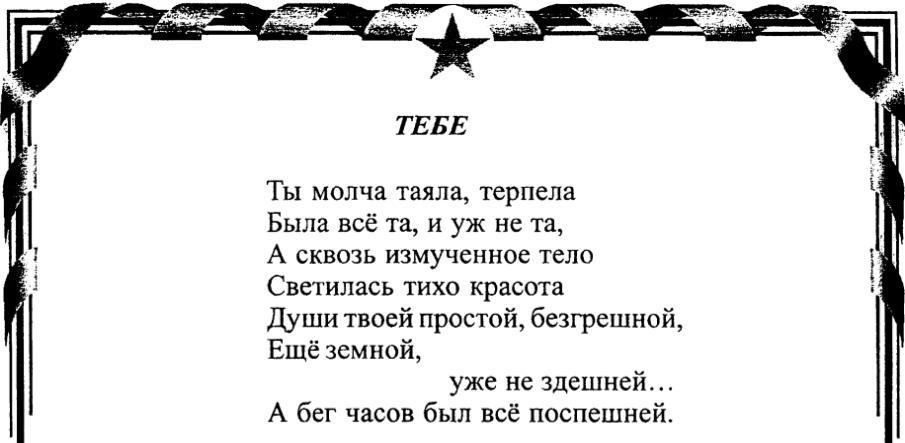 ТЕБЕ
Ты молча таяла, терпела
Была всё та, и уж не та,
А сквозь измученное тело
Светилась тихо красота
Души твоей простой, безгрешной,
Ещё земной,
уже не здешней...
А бег часов был всё поспешней.